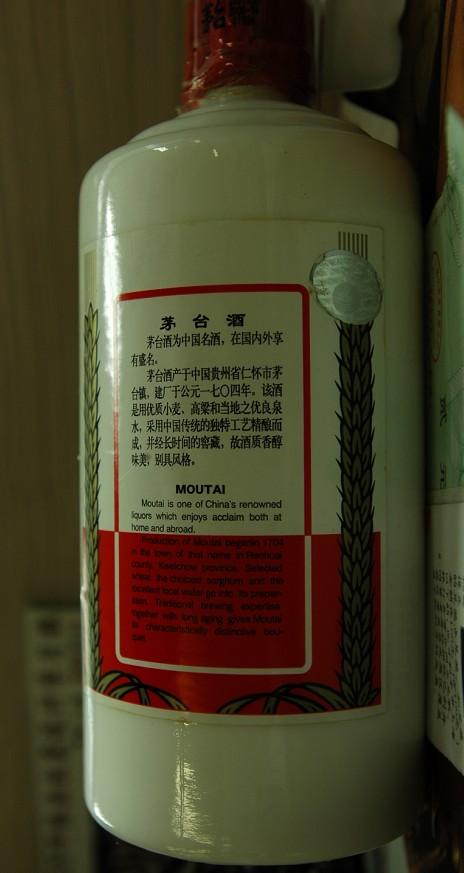 茅台酒
茅台酒为中国名酒，在国内外享
有盛名。
茅台酒产于中国贵州省仁怀市茅
台镇，建厂于公元一七〇四年。该酒
是用优质小麦、高粱和当地之优良泉
水，采用中国传统的独特工艺精酿而
成，并经长时间的窖藏，故酒质香醇
味美，别具风格。
MOUTAI
Moutai is one of China's renowned
liquors which enjoys acclaim both at
home and abroad.
Production of Moutai began in 1704
in the town of that name in Renhuai
county, Kweichow province. Selected
wheat, the choicest sorghum and the
excellent local water go into its prepar-
ation. Traditional brewing expertise
together with long aging gives Moutai
its characteristically distinctive bou-
quet.